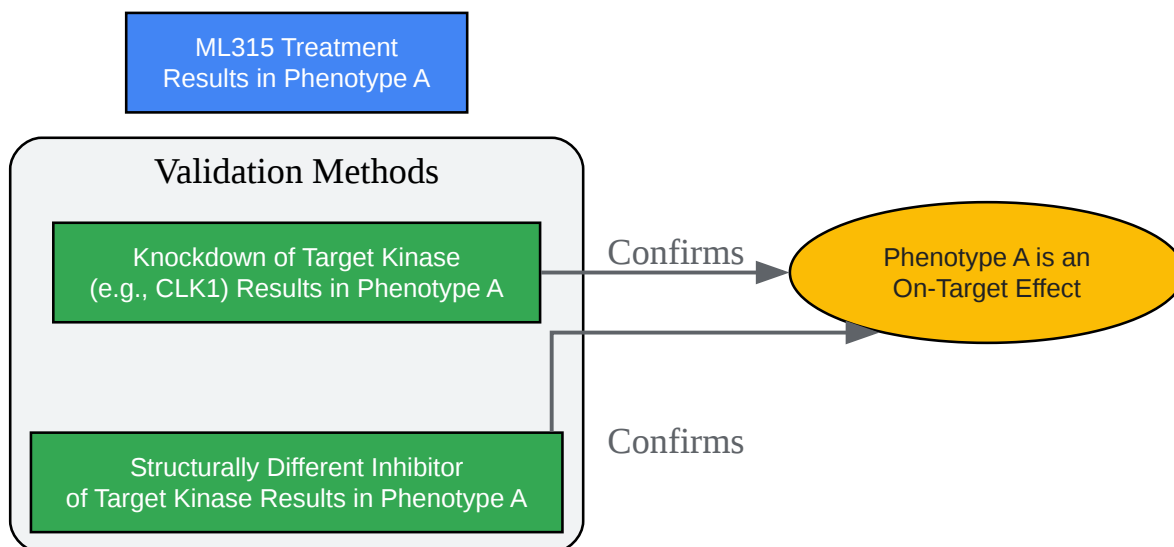 ML315 Treatment
Results in Phenotype A
Validation Methods
Knockdown of Target Kinase
(e.g., CLK1) Results in Phenotype A
Confirms
Phenotype A is an
On-Target Effect
Structurally Different Inhibitor
of Target Kinase Results in Phenotype A
Confirms